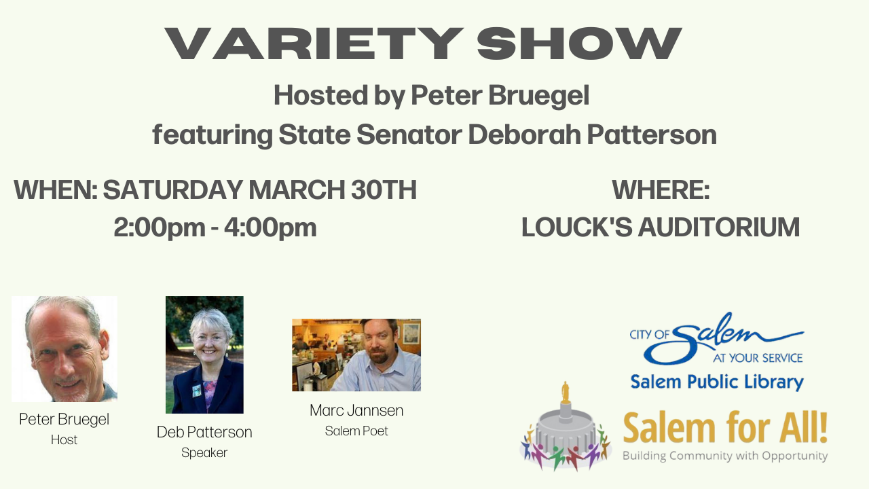 VARIETY SHOW
Hosted by Peter Bruegel
featuring State Senator Deborah Patterson
WHEN: SATURDAY MARCH 30TH
2:00pm - 4:00pm
WHERE:
LOUCK'S AUDITORIUM
Peter Bruegel
Host
Deb Patterson
Speaker
Marc Jannsen
Salem Poet
CITY OF Salem
AT YOUR SERVICE
Salem Public Library
Salem for All!
Building Community with Opportunity